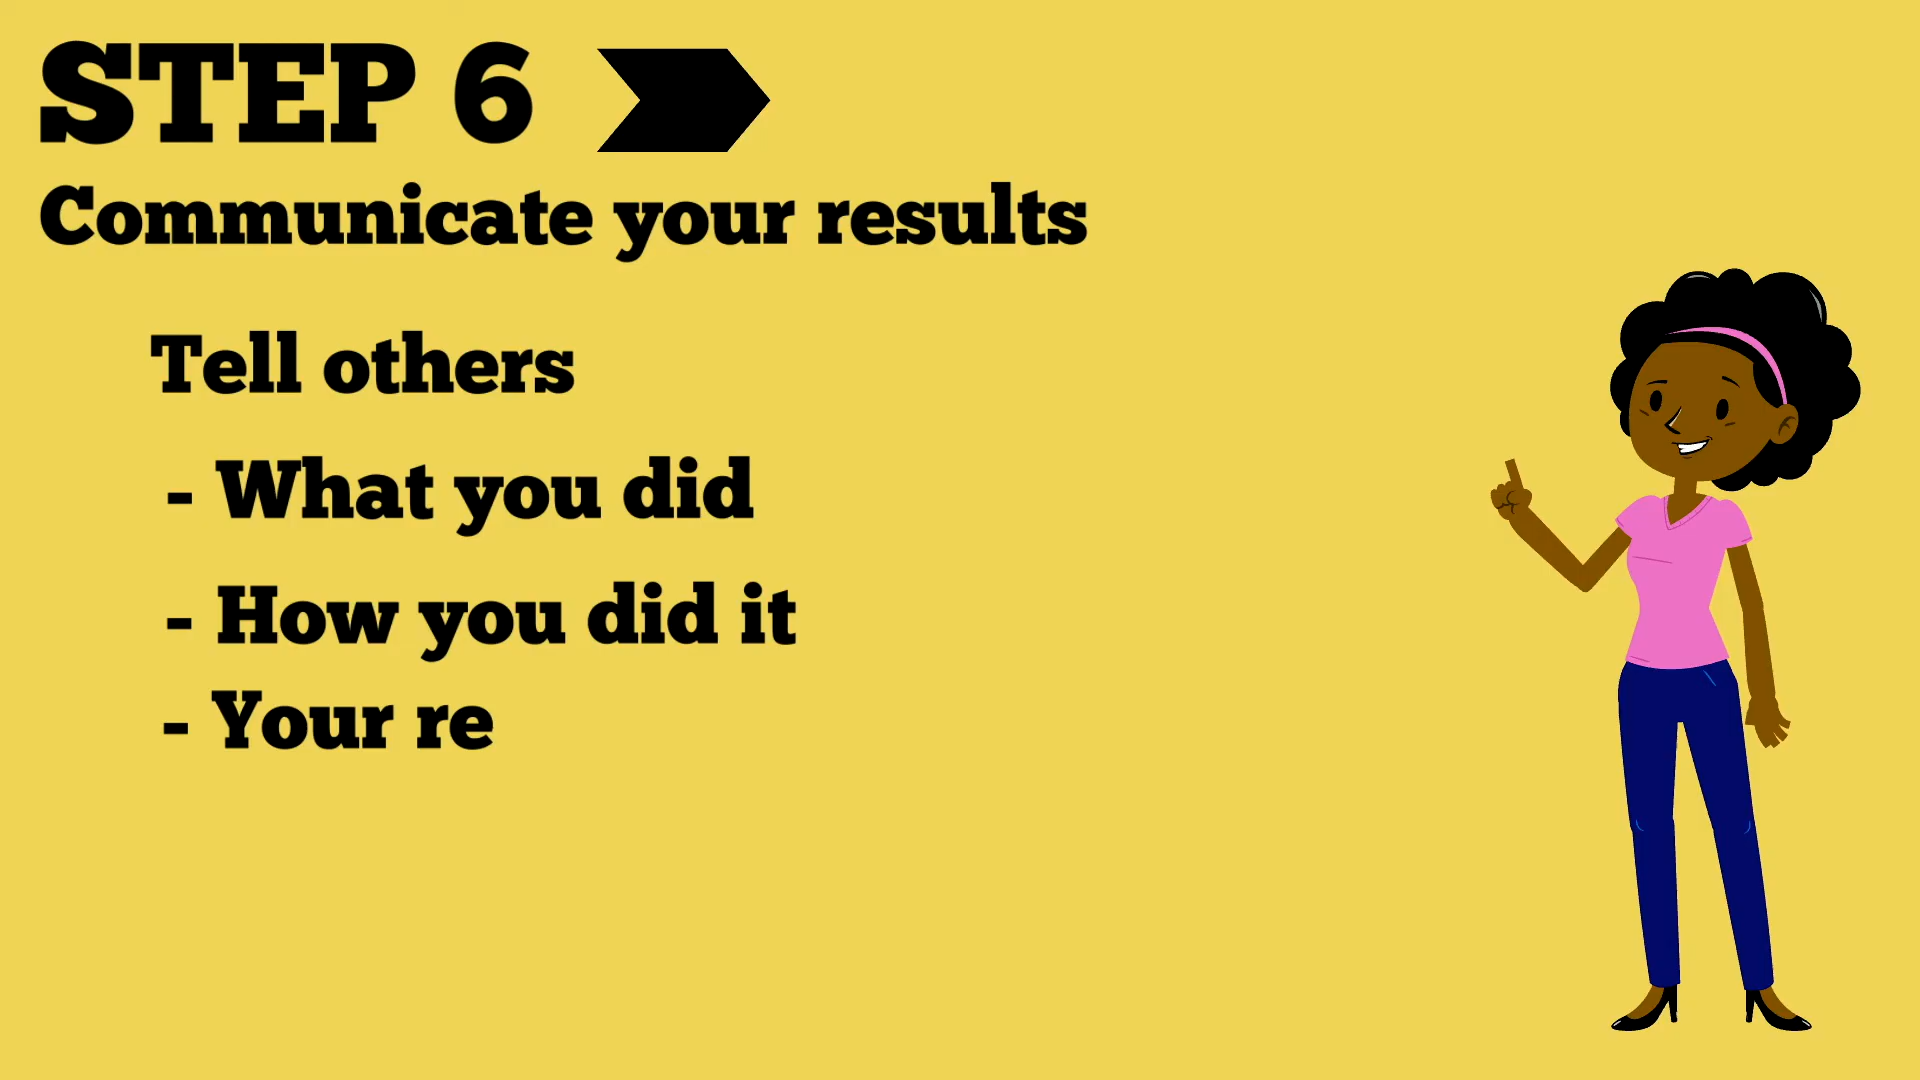 STEP 6
Communicate your results
Tell others
- What you did
- How you did it
- Your re